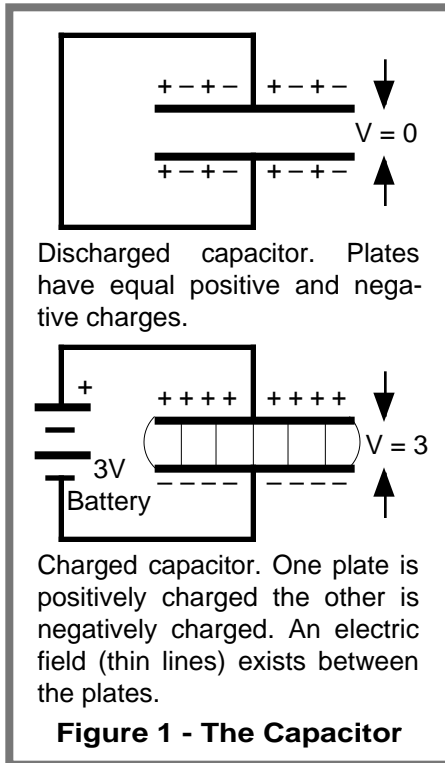 + – + – + – + –
V = 0
+ – + – + – + –
Discharged capacitor. Plates
have equal positive and nega-
tive charges.
+
+ + + + + + + +
V = 3
3V
– – – – – – – –
Battery
Charged capacitor. One plate is
positively charged the other is
negatively charged. An electric
field (thin lines) exists between
the plates.
Figure 1 - The Capacitor